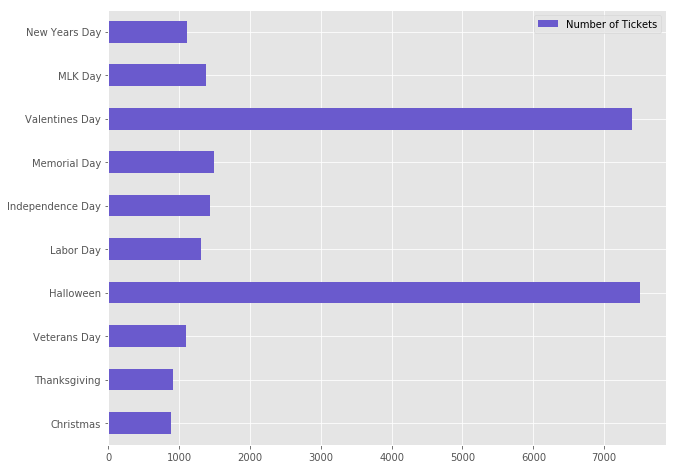 Number of Tickets
New Years Day
MLK Day
Valentines Day
Memorial Day
Independence Day
Labor Day
Halloween
Veterans Day
Thanksgiving
Christmas
0 1000 2000 3000 4000 5000 6000 7000